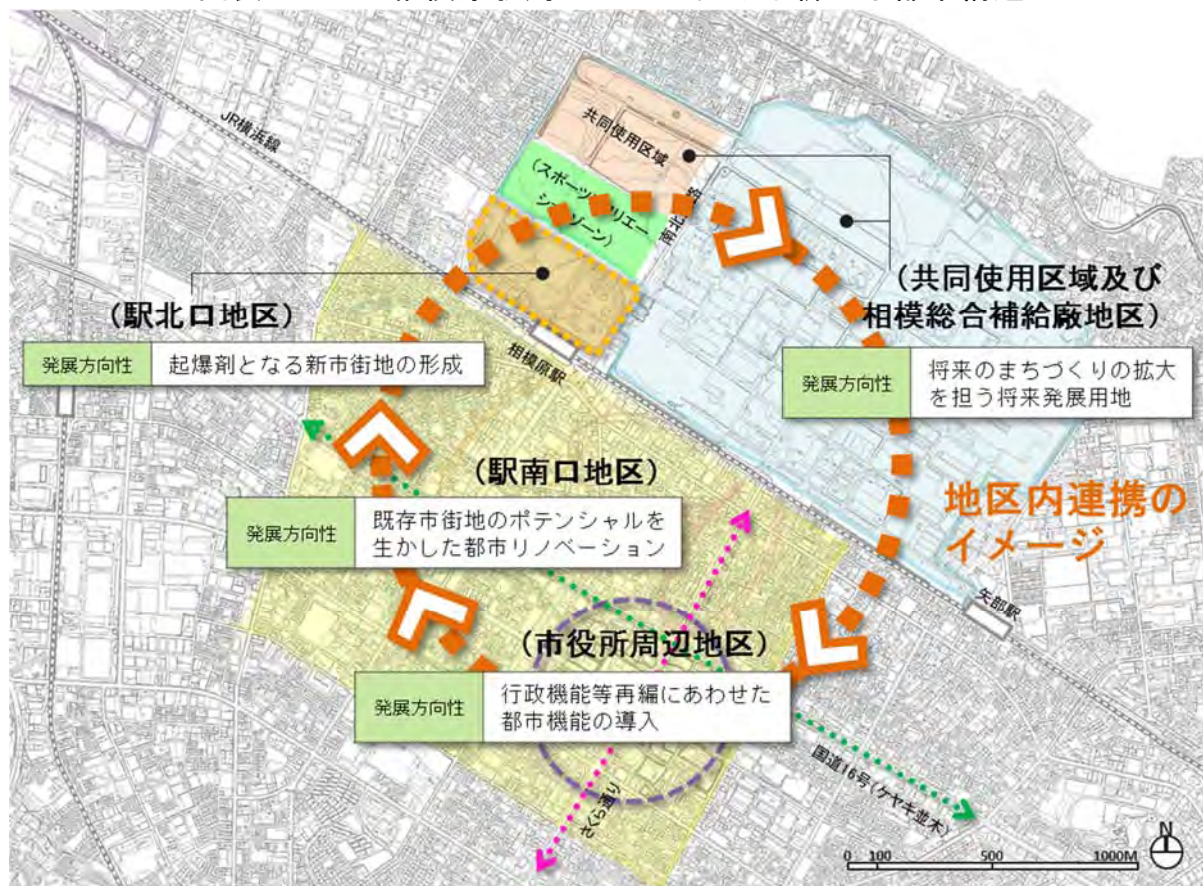 JR横浜線
共同使用区域
(スポーツ
シ
ゾーン)
南北
(共同使用区域及び
相模総合補給廠地区)
発展方向性
将来のまちづくりの拡大
を担う将来発展用地
(駅北口地区)
発展方向性
起爆剤となる新市街地の形成
相模原駅
(駅南口地区)
発展方向性
既存市街地のポテンシャルを
生かした都市リノベーション
地区内連携の
イメージ
矢部駅
(市役所周辺地区)
発展方向性
行政機能等再編にあわせた
都市機能の導入
国道16号(ケヤキ並木)
さくら通り
N
0 100 500 1000M